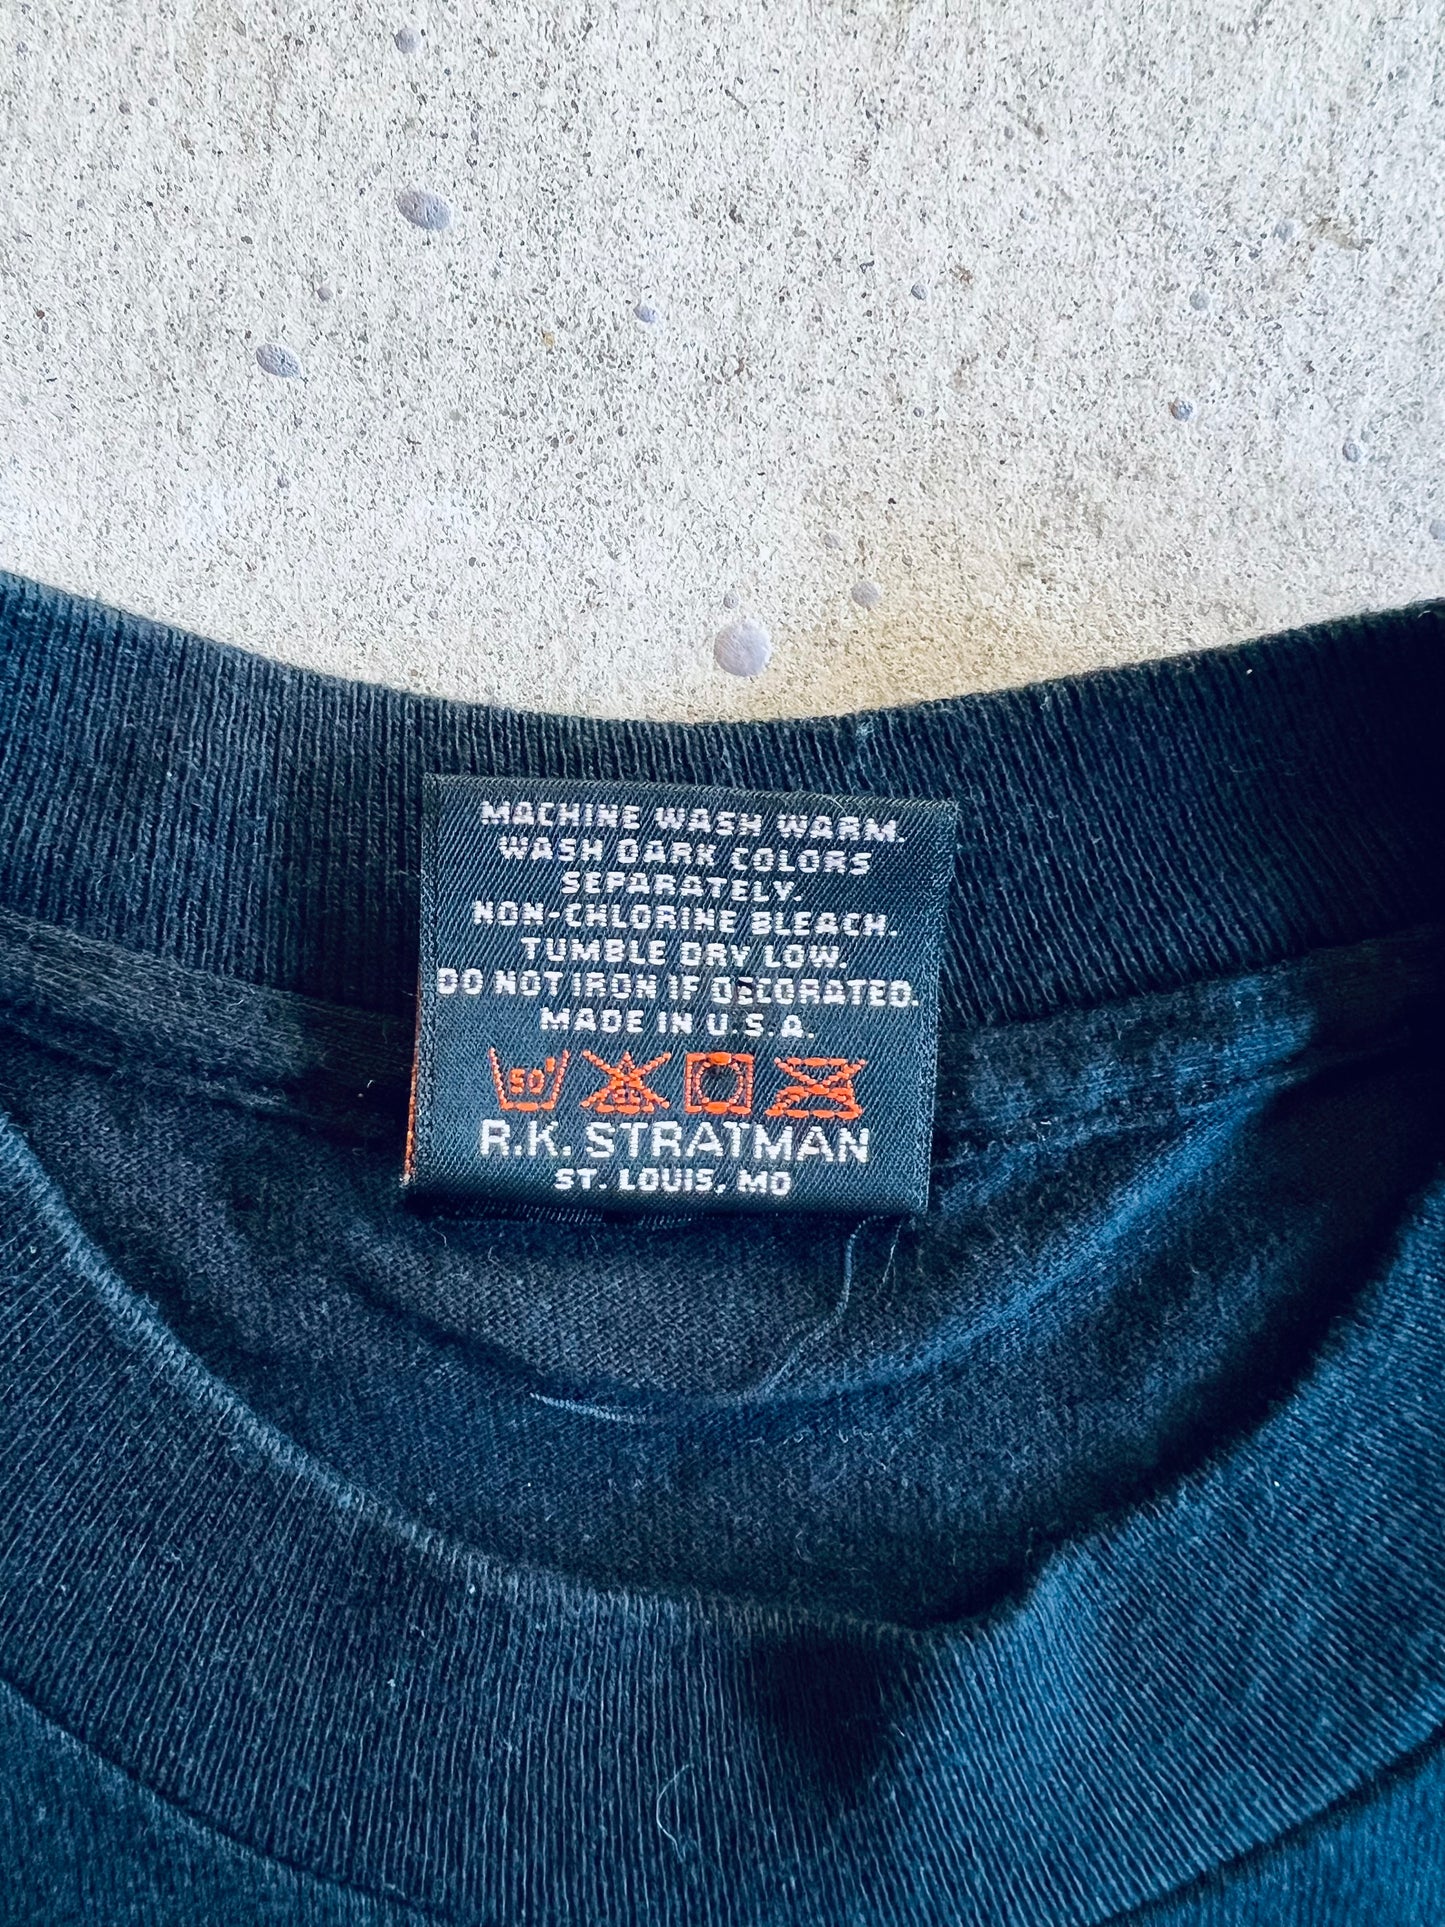 MACHINE WASH WARM.
WASH DARK COLORS
SEPARATELY.
NON-CHLORINE BLEACH.
TUMBLE DRY LOW.
DO NOT IRON IF DECORATED.
MADE IN U.S.A.
50°
R.K. STRATMAN
ST. LOUIS, MO